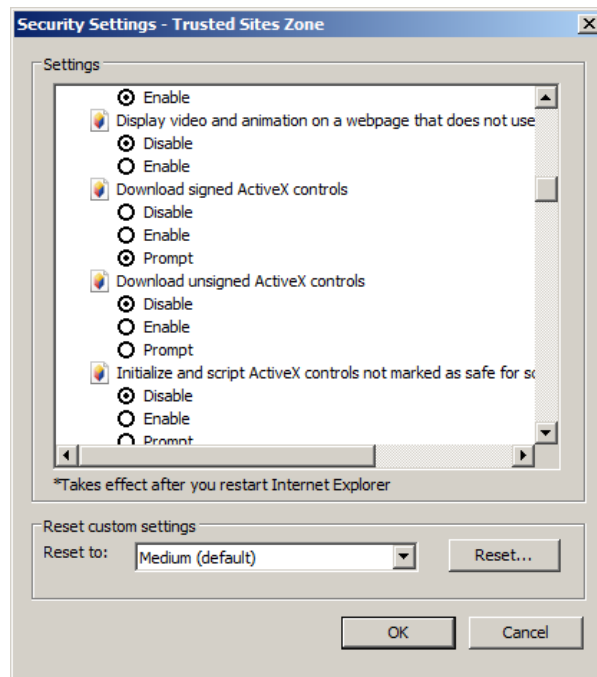 Security Settings - Trusted Sites Zone
Settings
Enable
Display video and animation on a webpage that does not use
Disable
Enable
Download signed ActiveX controls
Disable
Enable
Prompt
Download unsigned ActiveX controls
Disable
Enable
Prompt
Initialize and script ActiveX controls not marked as safe for sc
Disable
Enable
Prompt
*Takes effect after you restart Internet Explorer
Reset custom settings
Reset to:
Medium (default)
Reset...
OK
Cancel